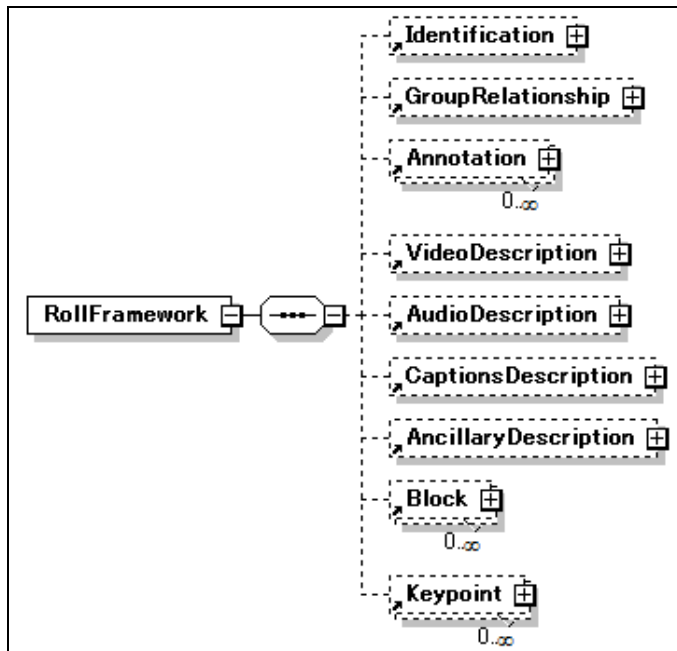 Identification
GroupRelationship
Annotation
0..∞
VideoDescription
RollFramework
AudioDescription
CaptionsDescription
AncillaryDescription
Block
0..∞
Keypoint
0..∞